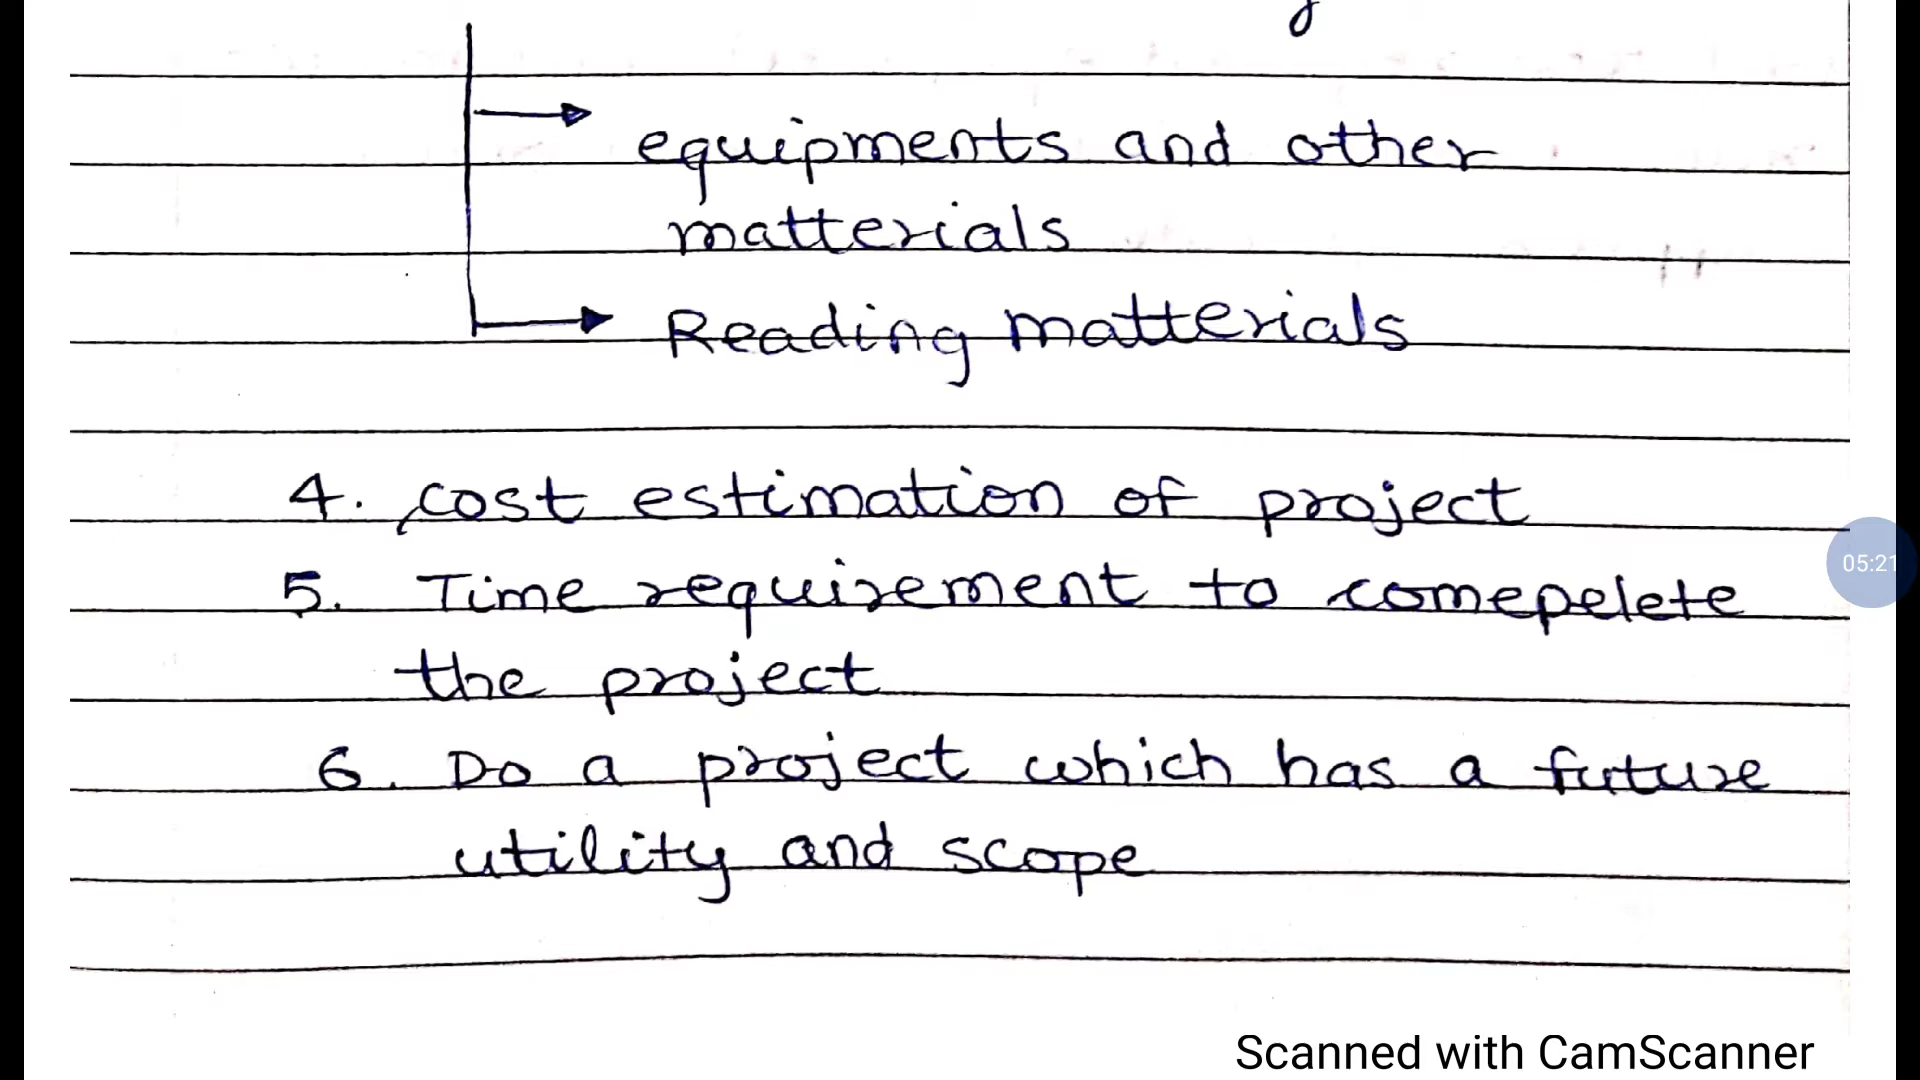 equipments and other
matterials
Reading matterials
4. cost estimation of project
5. Time requirement to comepelete
the project
6. Do a project which has a future
utility and scope
05:21
Scanned with CamScanner